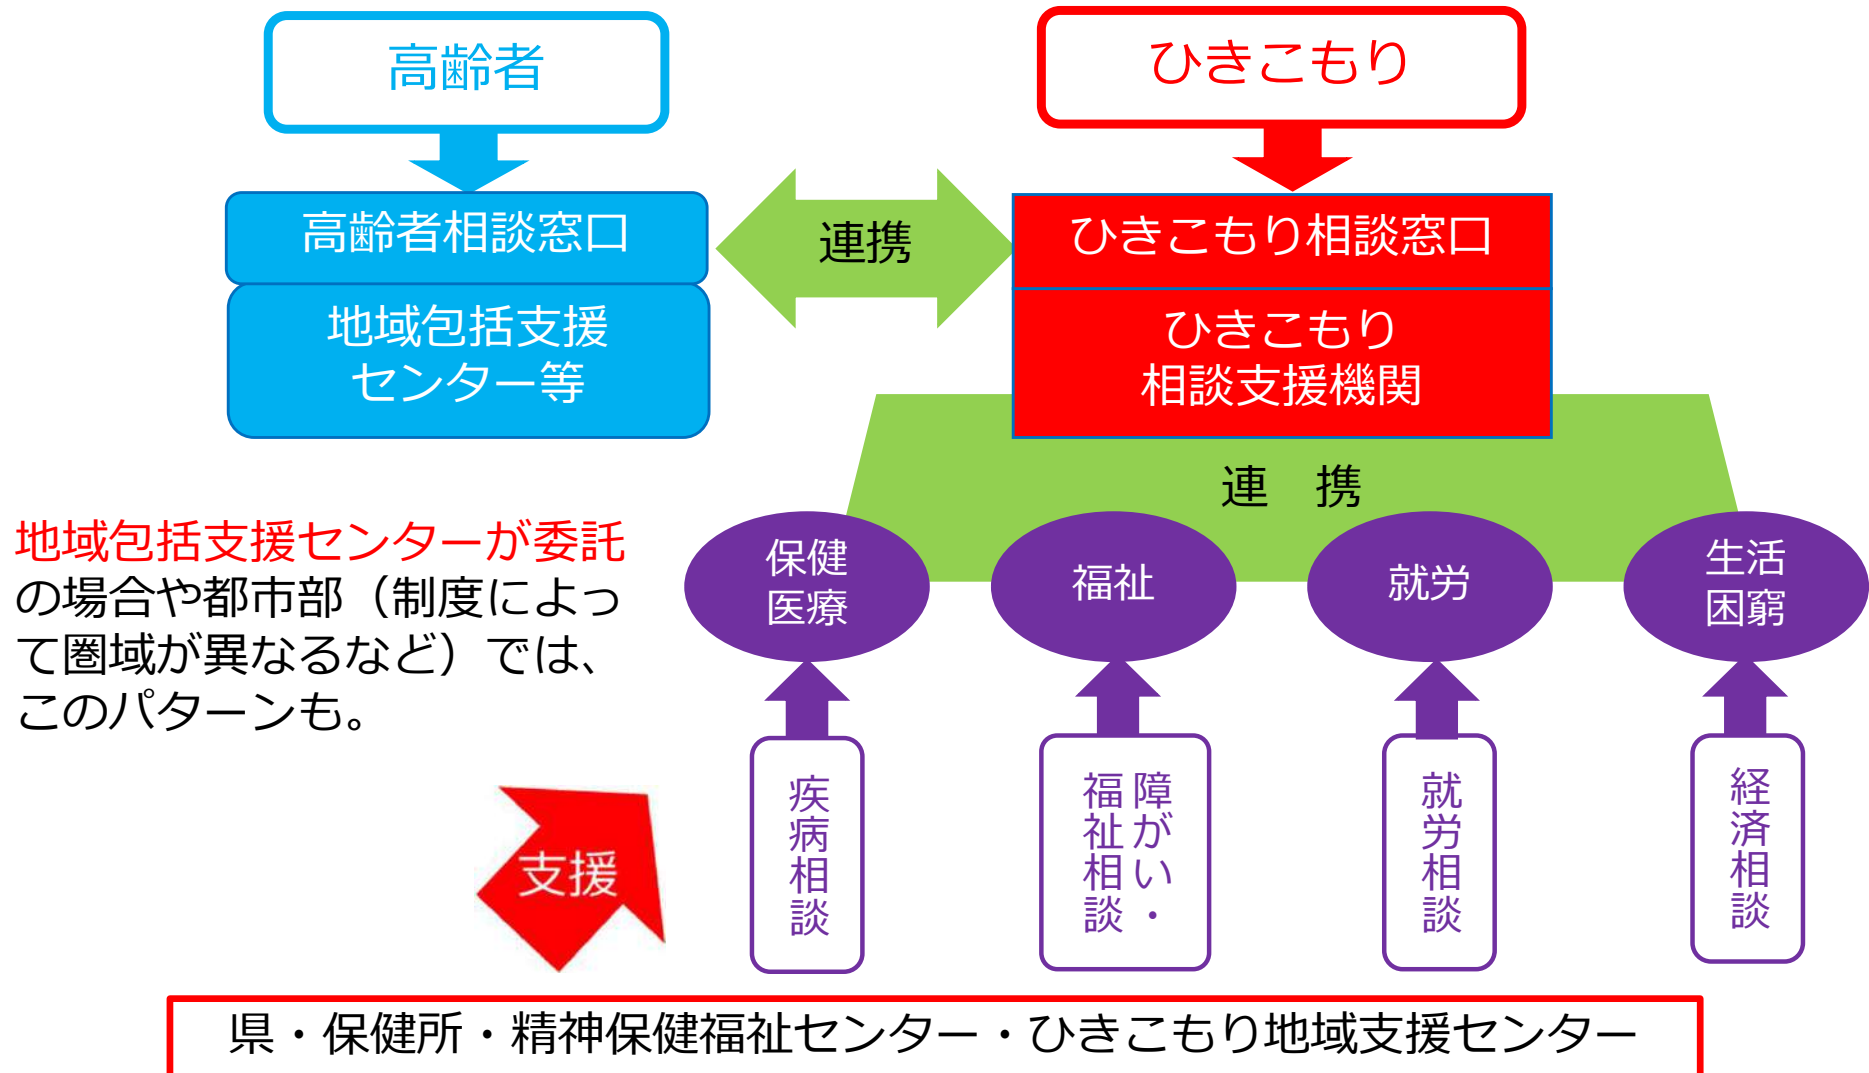 高齢者
ひきこもり
高齢者相談窓口
連携
ひきこもり相談窓口
地域包括支援
センター等
ひきこもり
相談支援機関
連　携
地域包括支援センターが委託
の場合や都市部（制度によっ
て圏域が異なるなど）では、
このパターンも。
保健
医療
福祉
就労
生活
困窮
疾病相談
障がい・
福祉相談
就労相談
経済相談
支援
県・保健所・精神保健福祉センター・ひきこもり地域支援センター